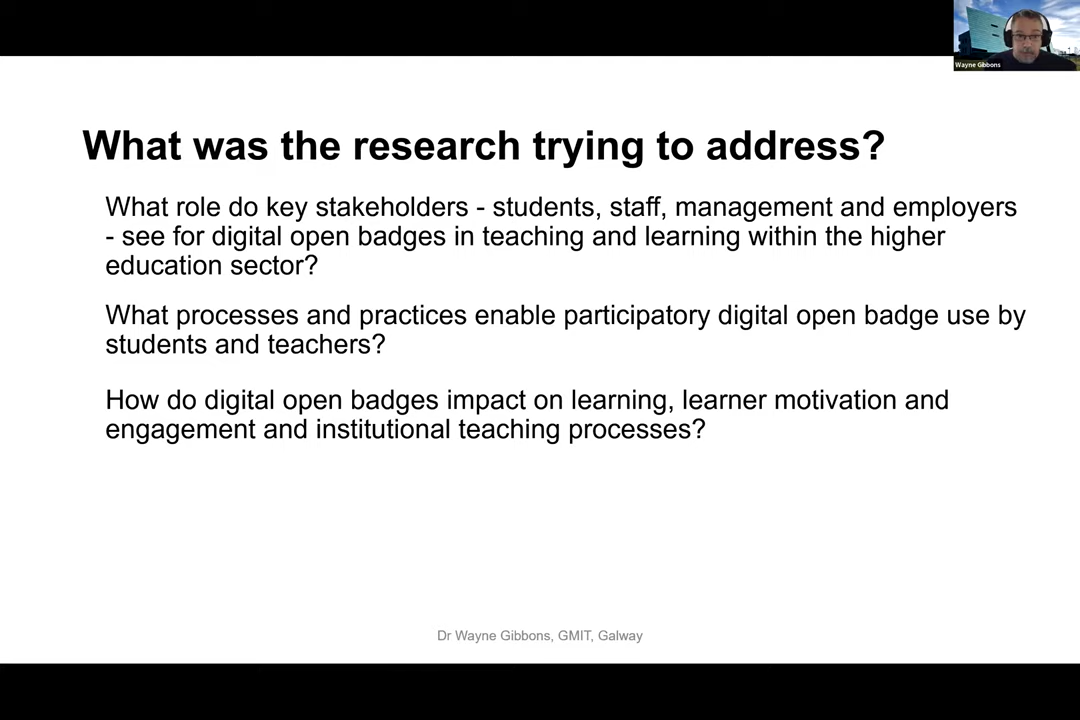 Wayne Gibbons
What was the research trying to address?
What role do key stakeholders - students, staff, management and employers
- see for digital open badges in teaching and learning within the higher
education sector?
What processes and practices enable participatory digital open badge use by
students and teachers?
How do digital open badges impact on learning, learner motivation and
engagement and institutional teaching processes?
Dr Wayne Gibbons, GMIT, Galway